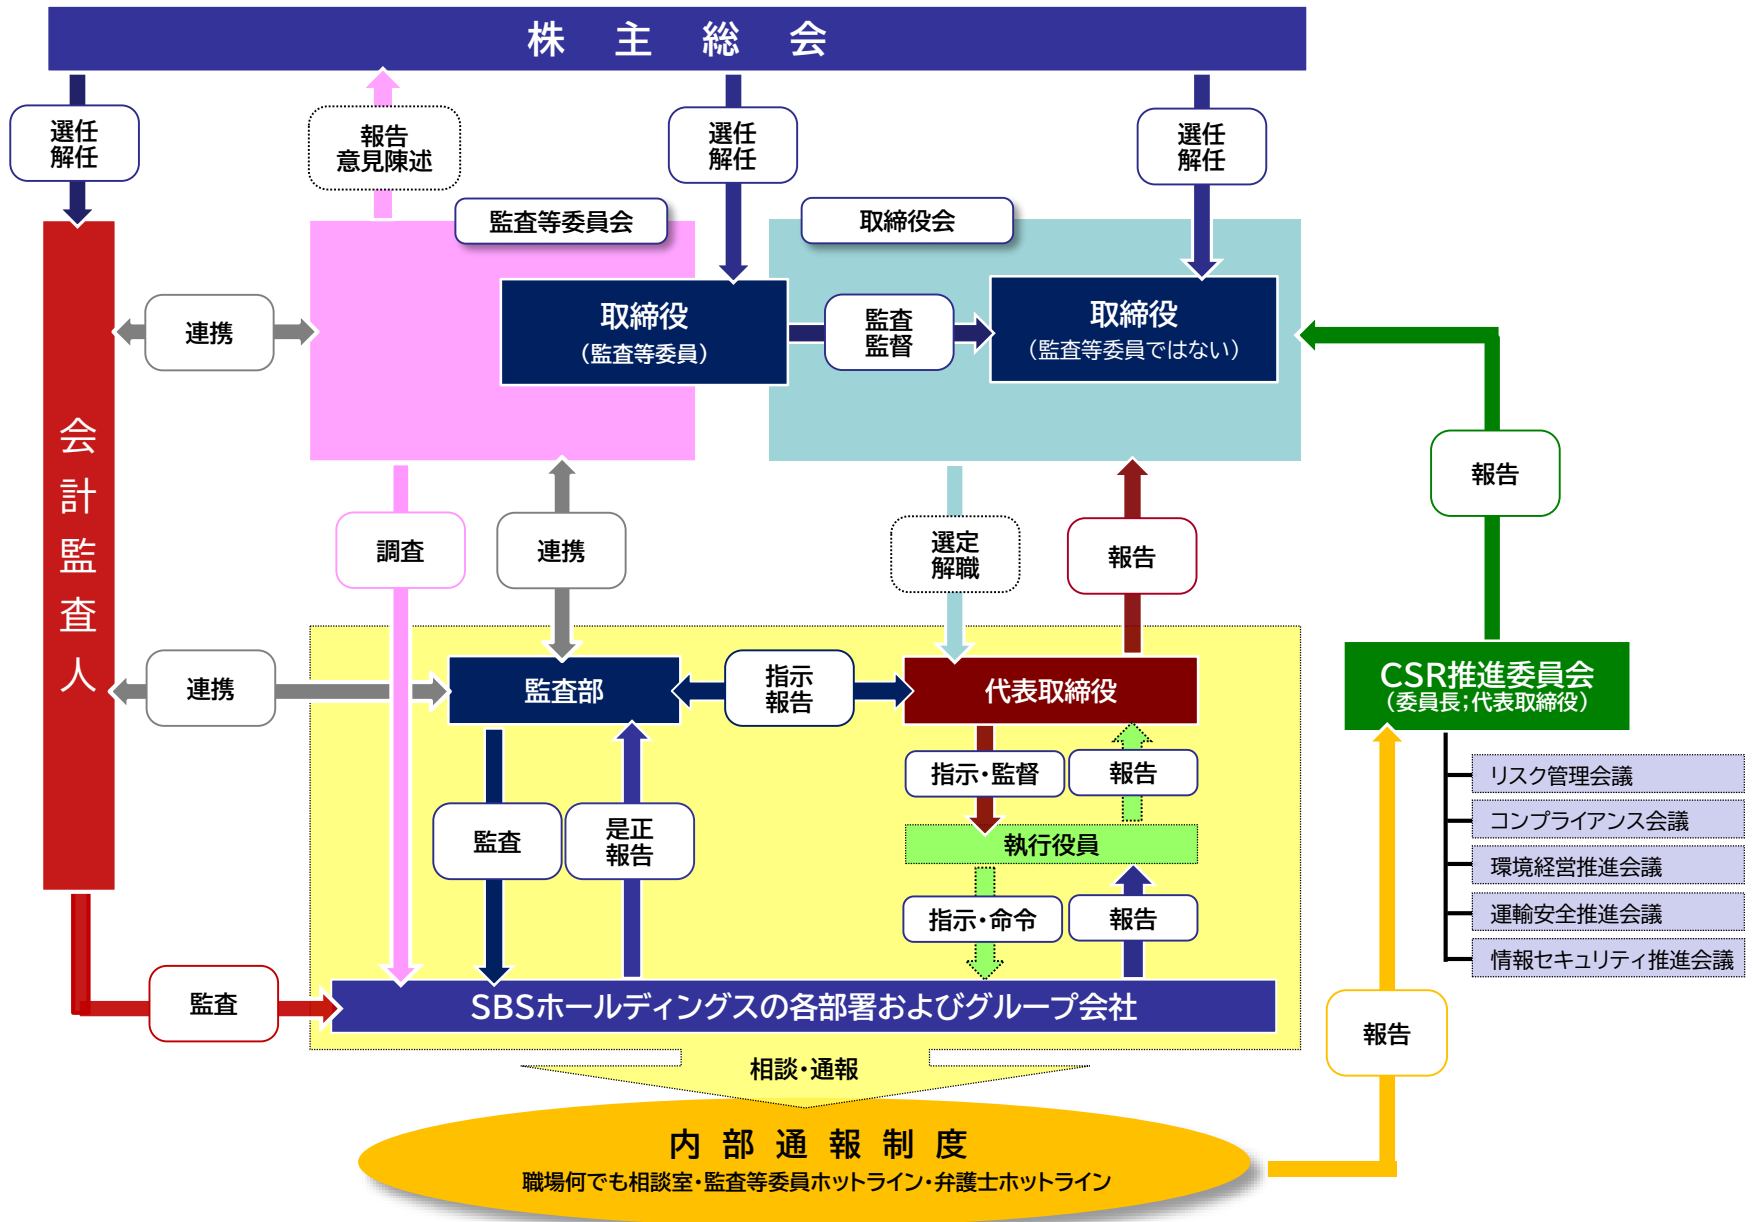 株主総会
選任
解任
報告
意見陳述
選任
解任
選任
解任
監査等委員会
取締役会
取締役
（監査等委員）
監査
監督
取締役
（監査等委員ではない）
連携
会計監査人
報告
調査
連携
選定
解職
報告
連携
監査部
指示
報告
代表取締役
CSR推進委員会
（委員長；代表取締役）
指示・監督
報告
リスク管理会議
コンプライアンス会議
環境経営推進会議
運輸安全推進会議
情報セキュリティ推進会議
監査
是正
報告
執行役員
指示・命令
報告
監査
SBSホールディングスの各部署およびグループ会社
報告
相談・通報
内部通報制度
職場何でも相談室・監査等委員ホットライン・弁護士ホットライン